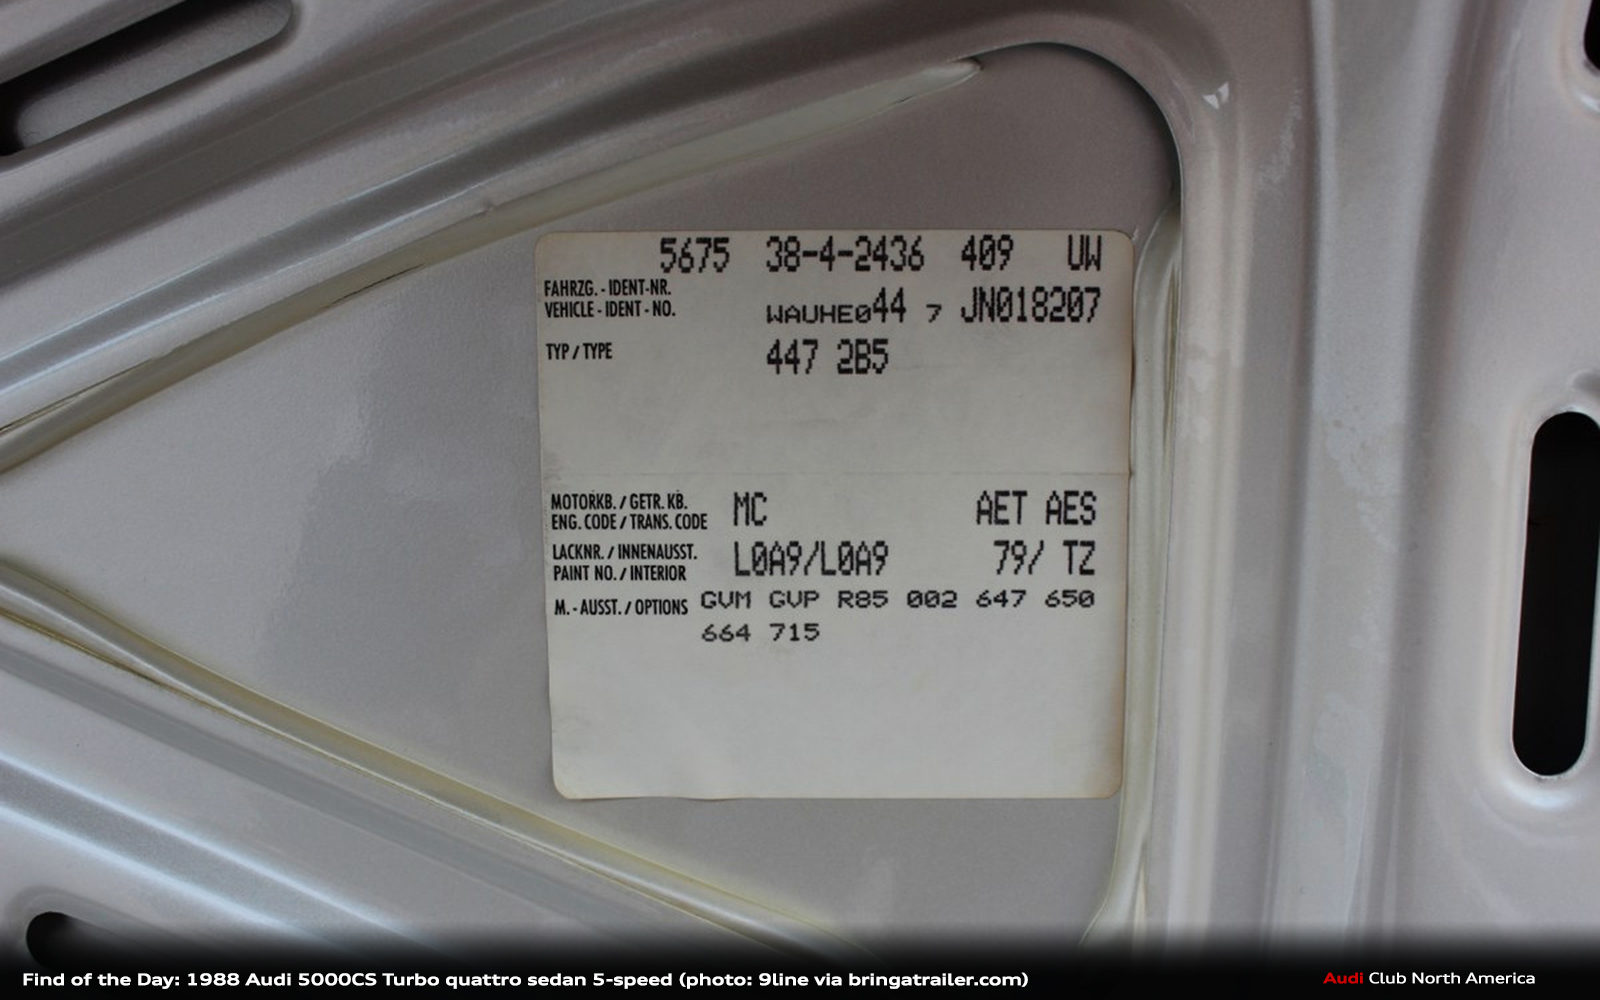 5675 38-4-2436 409 UW
FAHRZG. - IDENT-NR.
VEHICLE - IDENT - NO. WAUHE044 7 JN018207
TYP / TYPE 447 2B5
MOTORKB. / GETR. KB.
ENG. CODE / TRANS. CODE MC AET AES
LACKNR. / INNENAUSST.
PAINT NO. / INTERIOR L0A9/L0A9 79/ TZ
M. - AUSST. / OPTIONS GVM GVP R85 002 647 650
664 715
Find of the Day: 1988 Audi 5000CS Turbo quattro sedan 5-speed (photo: 9line via bringatrailer.com)
Audi Club North America